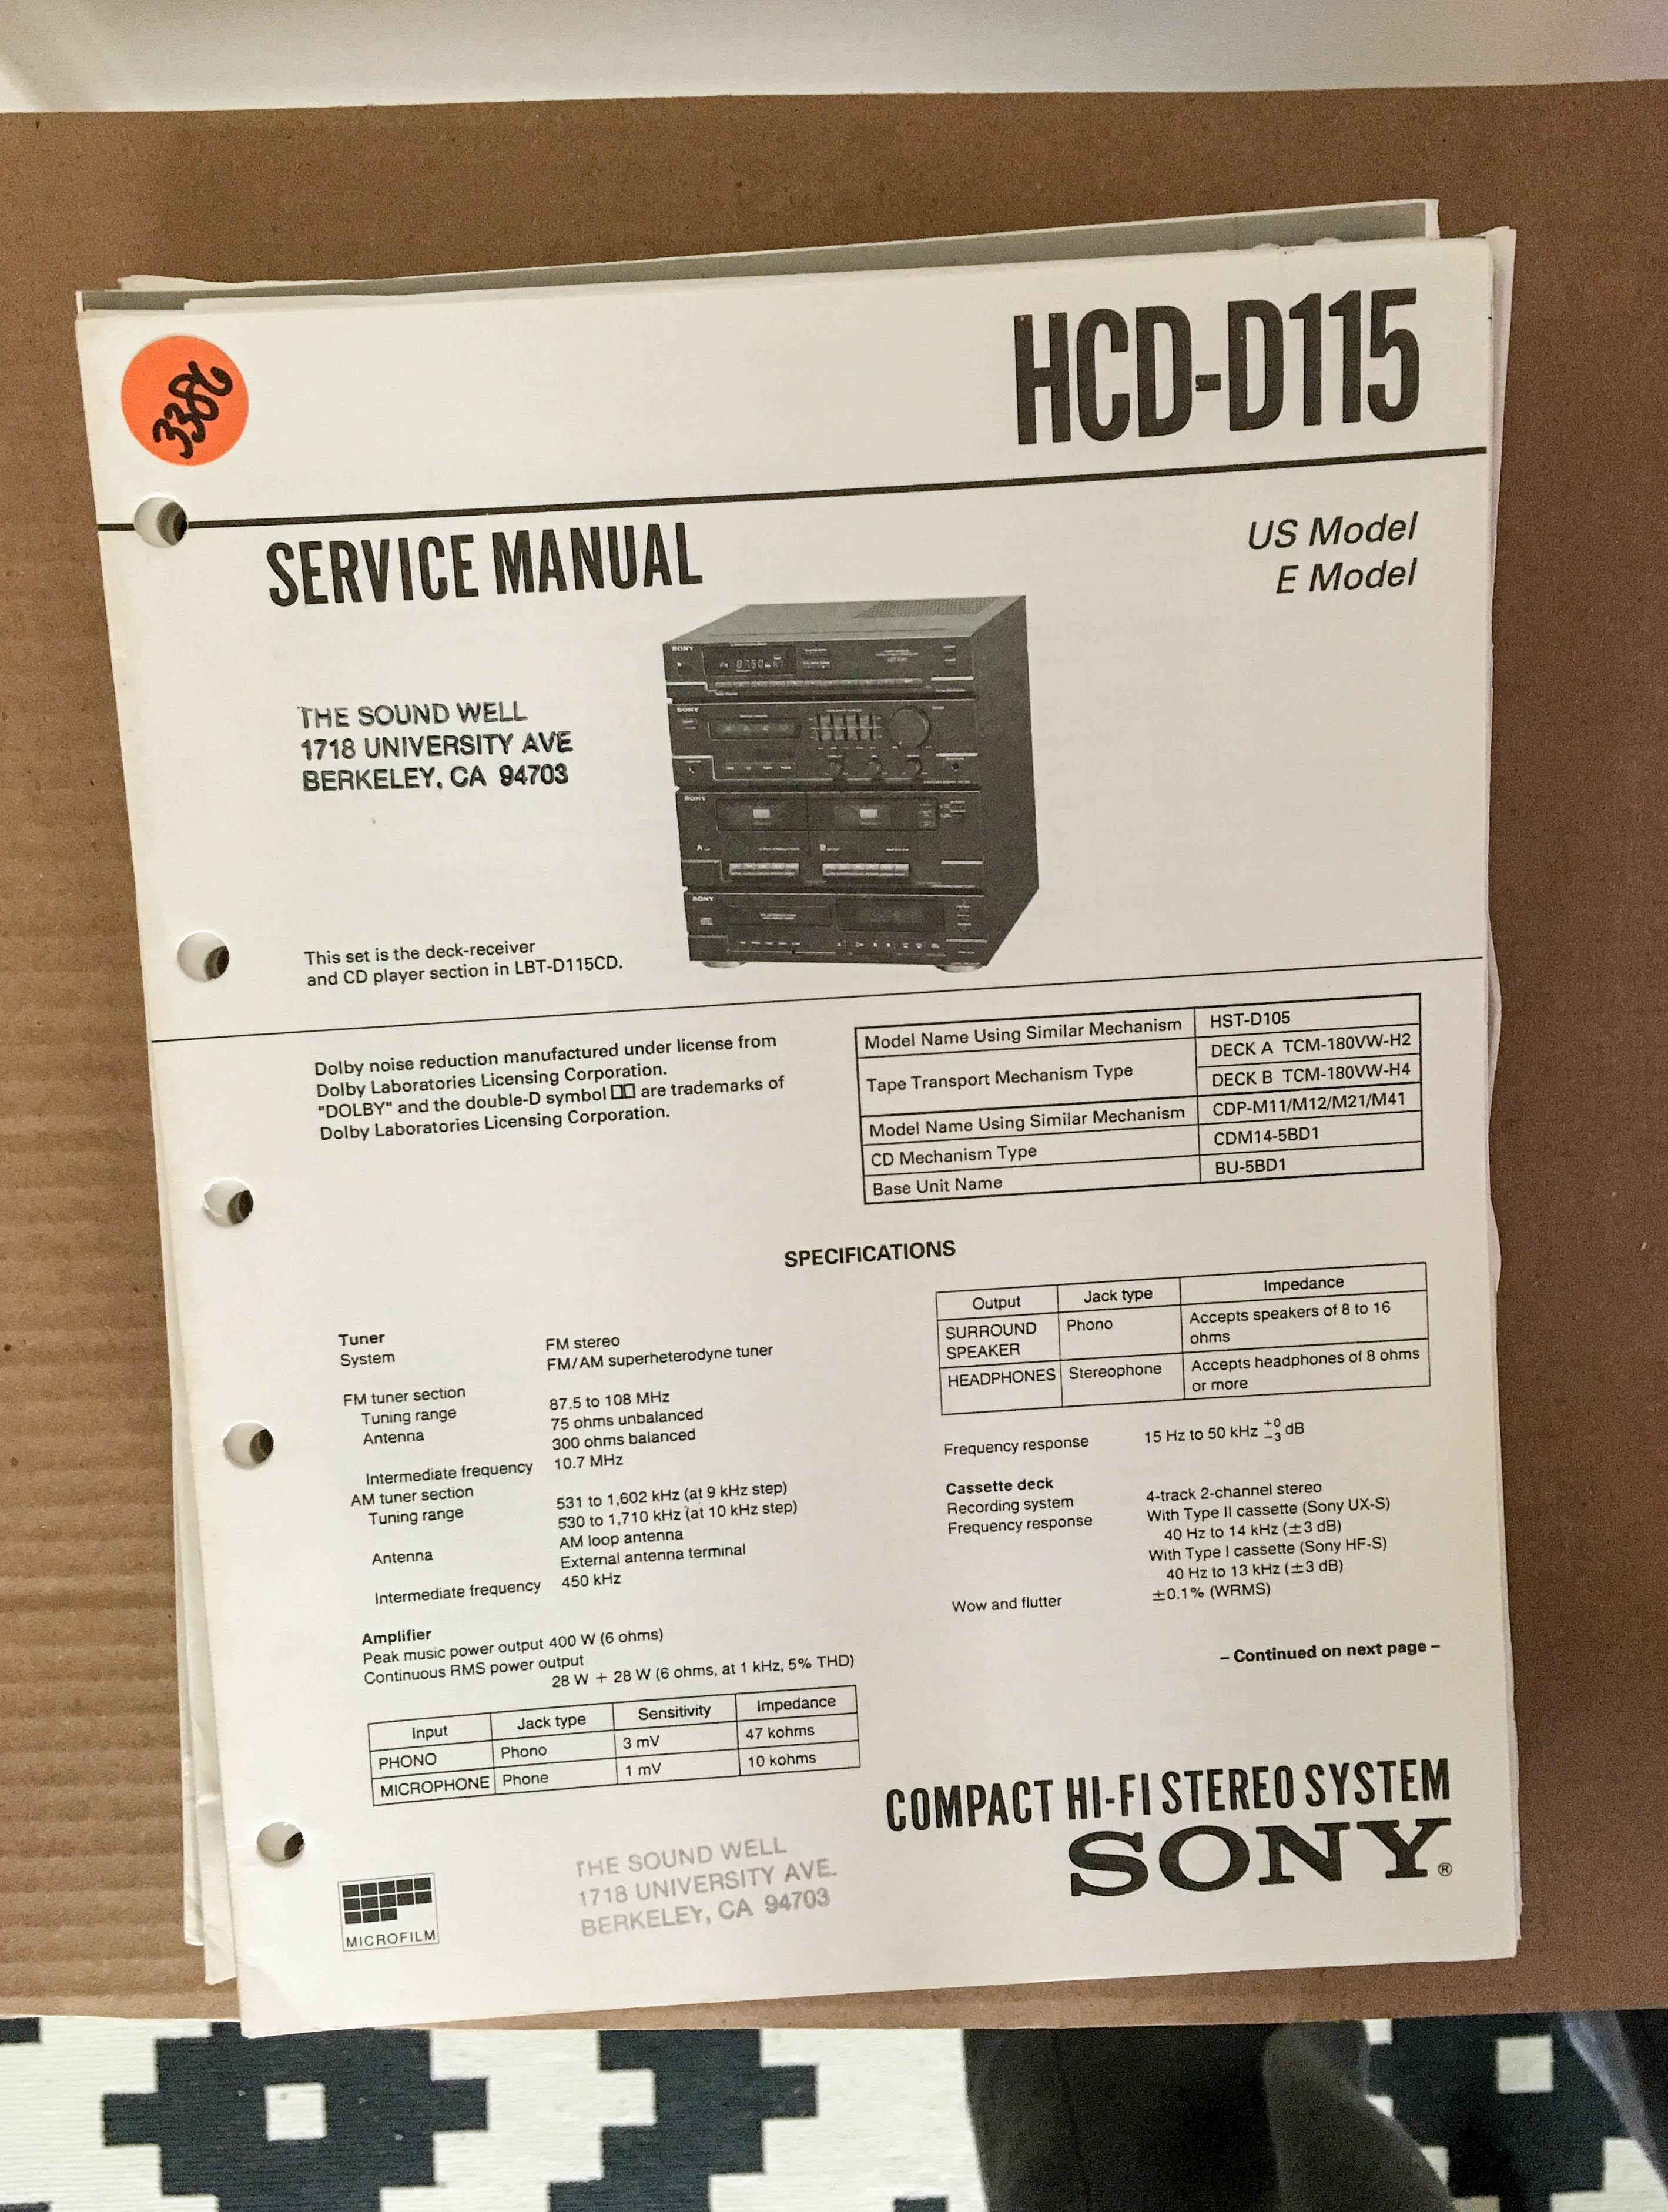 3386
HCD-D115
SERVICE MANUAL
US Model
E Model
THE SOUND WELL
1718 UNIVERSITY AVE
BERKELEY, CA 94703
SONY
SONY
SONY
A
B
SONY
This set is the deck-receiver
and CD player section in LBT-D115CD.
Dolby noise reduction manufactured under license from
Dolby Laboratories Licensing Corporation.
"DOLBY" and the double-D symbol are trademarks of
Dolby Laboratories Licensing Corporation.
Model Name Using Similar Mechanism HST-D105
Tape Transport Mechanism Type DECK A TCM-180VW-H2
DECK B TCM-180VW-H4
Model Name Using Similar Mechanism CDP-M11/M12/M21/M41
CD Mechanism Type CDM14-5BD1
Base Unit Name BU-5BD1
SPECIFICATIONS
Tuner
System FM stereo
FM/AM superheterodyne tuner
FM tuner section
Tuning range 87.5 to 108 MHz
Antenna 75 ohms unbalanced
300 ohms balanced
Intermediate frequency 10.7 MHz
AM tuner section
Tuning range 531 to 1,602 kHz (at 9 kHz step)
530 to 1,710 kHz (at 10 kHz step)
Antenna AM loop antenna
External antenna terminal
Intermediate frequency 450 kHz
Amplifier
Peak music power output 400 W (6 ohms)
Continuous RMS power output
28 W + 28 W (6 ohms, at 1 kHz, 5% THD)
Input Jack type Sensitivity Impedance
PHONO Phono 3 mV 47 kohms
MICROPHONE Phone 1 mV 10 kohms
Output Jack type Impedance
SURROUND SPEAKER Phono Accepts speakers of 8 to 16
ohms
HEADPHONES Stereophone Accepts headphones of 8 ohms
or more
Frequency response 15 Hz to 50 kHz +0 −3 dB
Cassette deck
Recording system 4-track 2-channel stereo
Frequency response With Type II cassette (Sony UX-S)
40 Hz to 14 kHz (±3 dB)
With Type I cassette (Sony HF-S)
40 Hz to 13 kHz (±3 dB)
Wow and flutter ±0.1% (WRMS)
– Continued on next page –
COMPACT HI-FI STEREO SYSTEM
SONY®
MICROFILM
THE SOUND WELL
1718 UNIVERSITY AVE.
BERKELEY, CA 94703